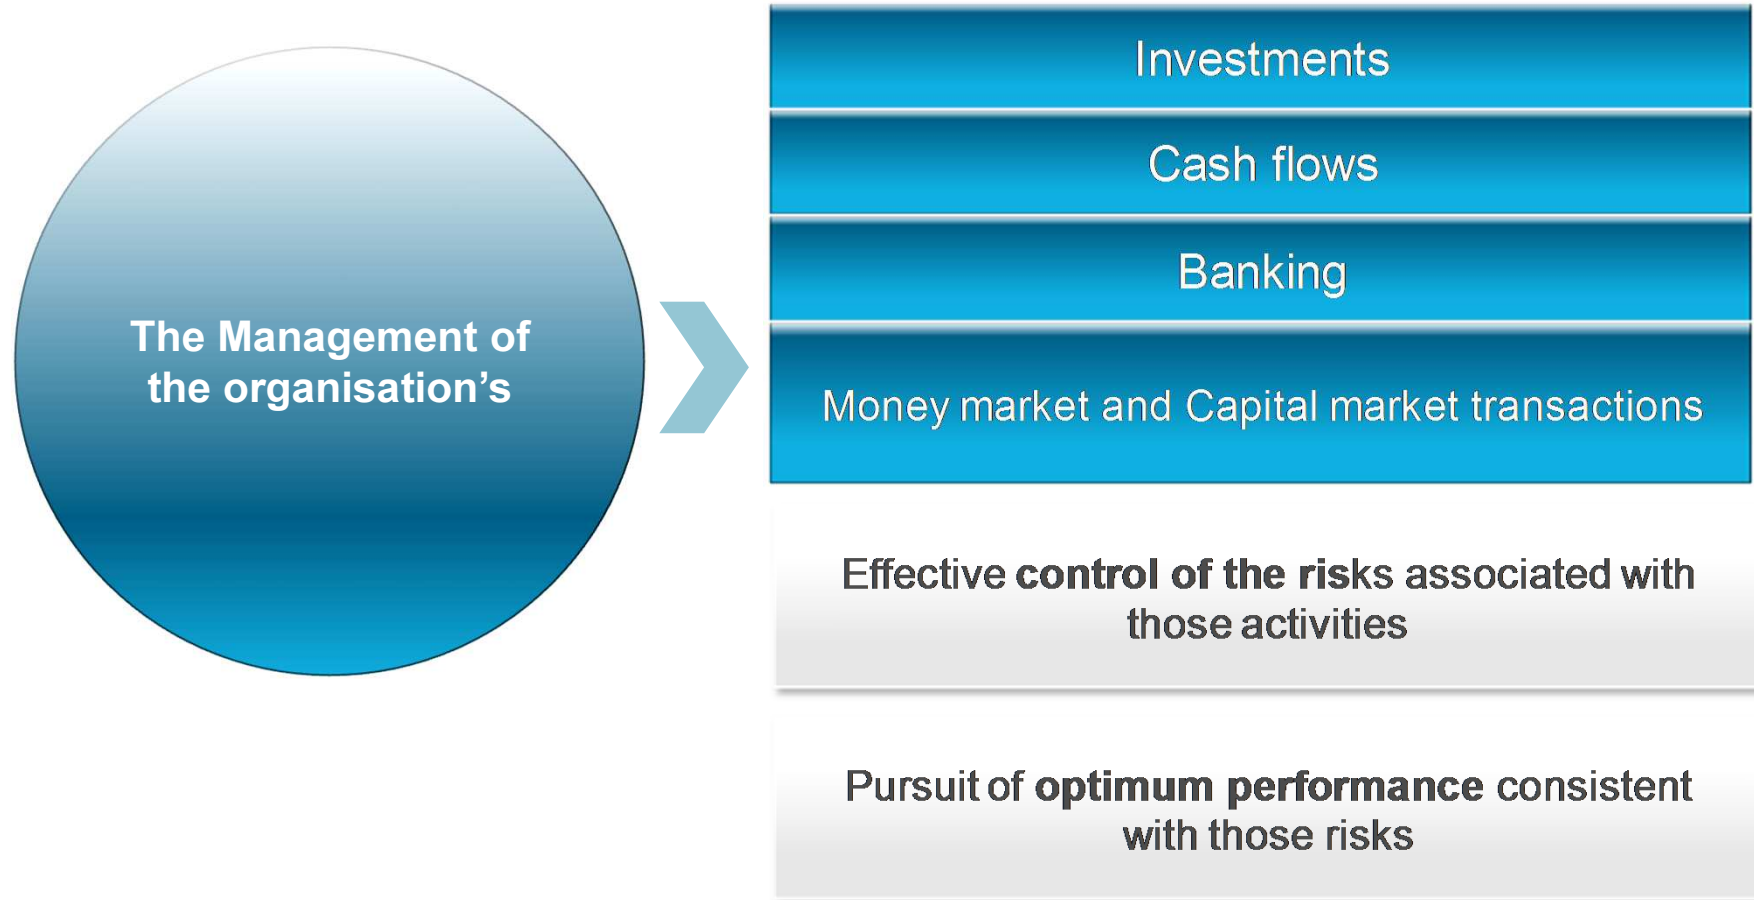 The Management of
the organisation’s
Investments
Cash flows
Banking
Money market and Capital market transactions
Effective control of the risks associated with
those activities
Pursuit of optimum performance consistent
with those risks